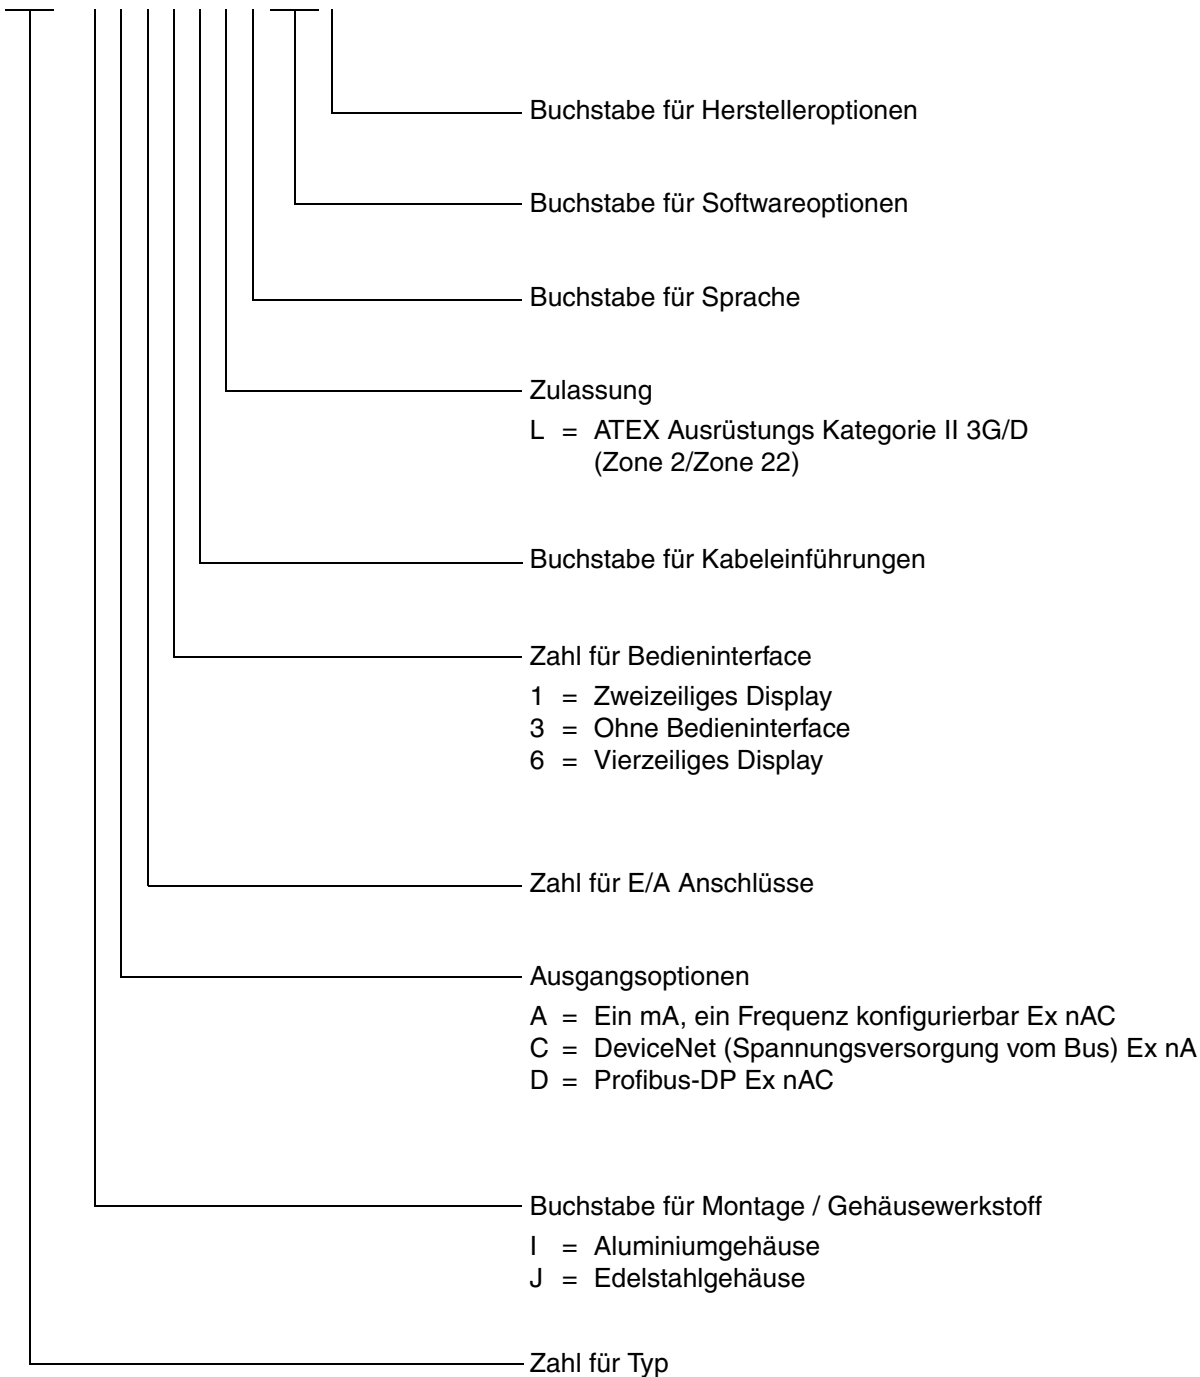 Buchstabe für Herstelleroptionen
Buchstabe für Softwareoptionen
Buchstabe für Sprache
Zulassung
L = ATEX Ausrüstungs Kategorie II 3G/D
(Zone 2/Zone 22)
Buchstabe für Kabeleinführungen
Zahl für Bedieninterface
1 = Zweizeiliges Display
3 = Ohne Bedieninterface
6 = Vierzeiliges Display
Zahl für E/A Anschlüsse
Ausgangsoptionen
A = Ein mA, ein Frequenz konfigurierbar Ex nAC
C = DeviceNet (Spannungsversorgung vom Bus) Ex nA
D = Profibus-DP Ex nAC
Buchstabe für Montage / Gehäusewerkstoff
I = Aluminiumgehäuse
J = Edelstahlgehäuse
Zahl für Typ